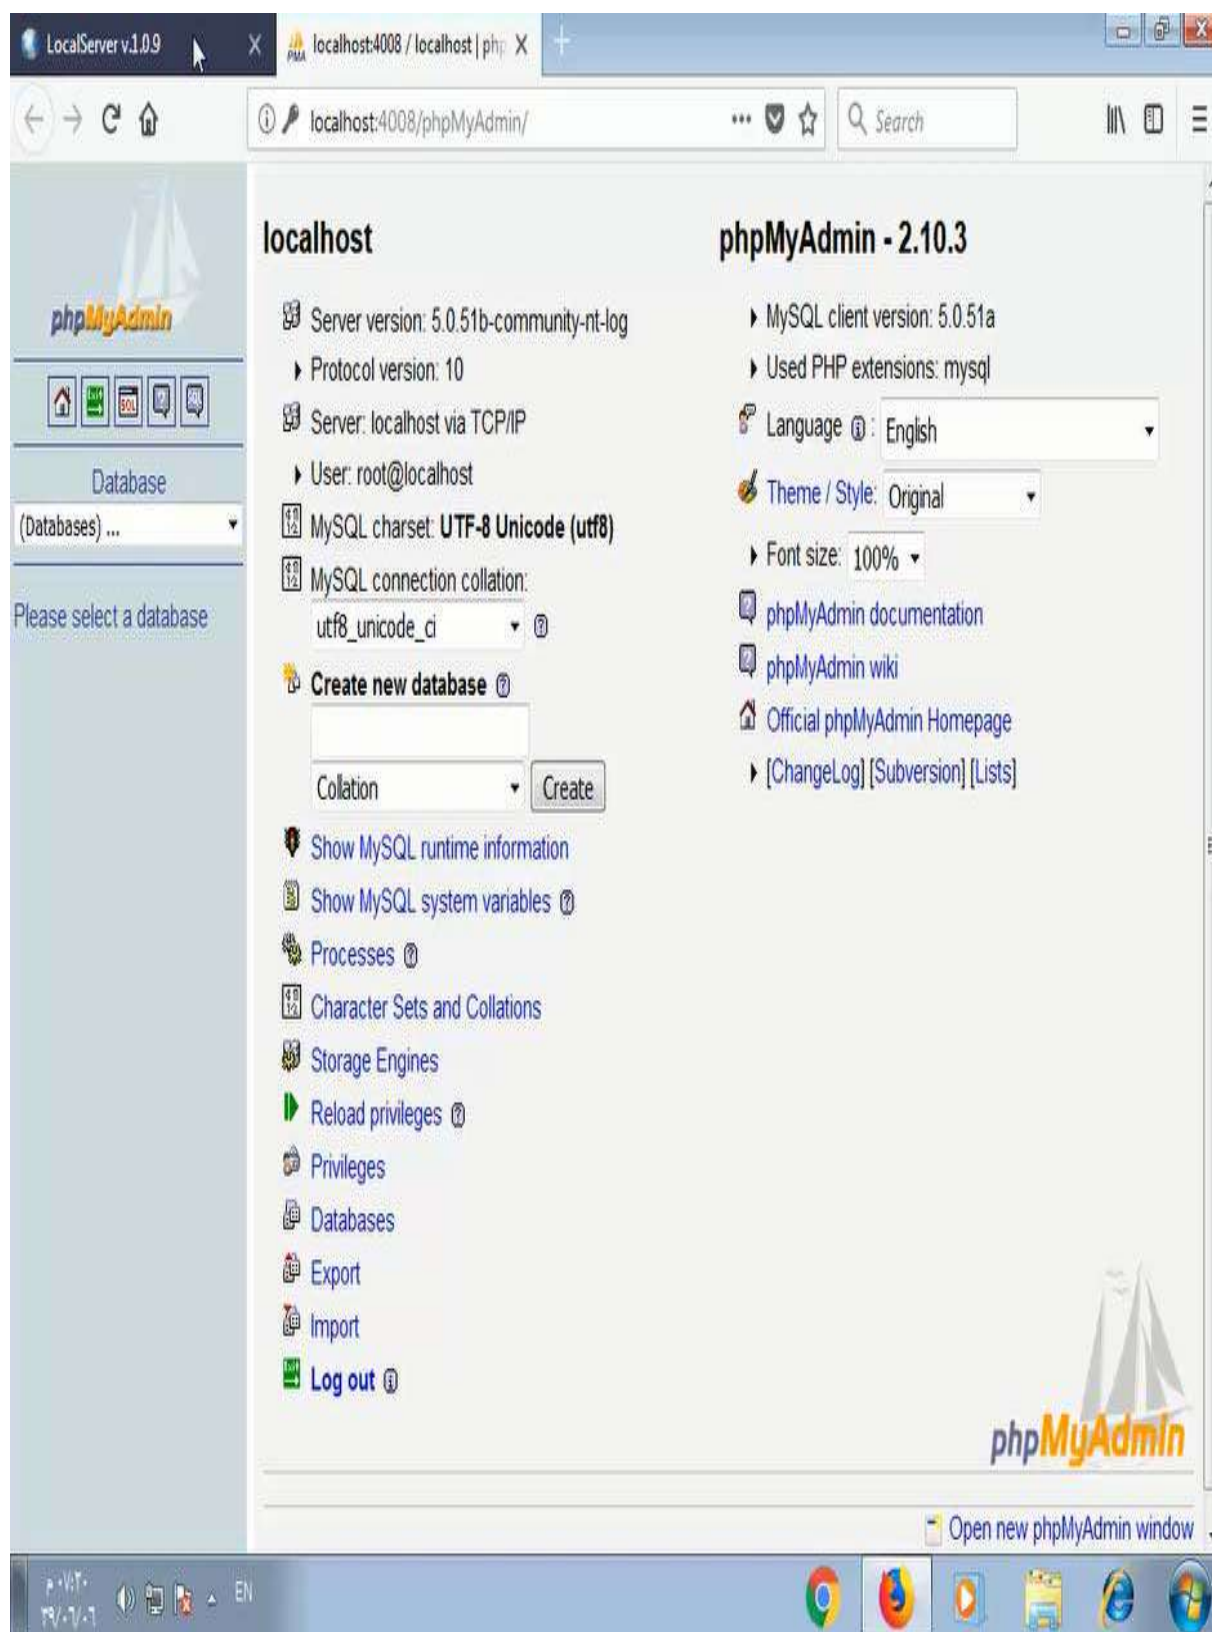 LocalServer v.1.0.9
localhost:4008 / localhost | php
localhost:4008/phpMyAdmin/
Search
phpMyAdmin
Database
(Databases) ...
Please select a database
localhost
Server version: 5.0.51b-community-nt-log
Protocol version: 10
Server: localhost via TCP/IP
User: root@localhost
MySQL charset: UTF-8 Unicode (utf8)
MySQL connection collation:
utf8_unicode_ci
Create new database
Collation
Create
Show MySQL runtime information
Show MySQL system variables
Processes
Character Sets and Collations
Storage Engines
Reload privileges
Privileges
Databases
Export
Import
Log out
phpMyAdmin - 2.10.3
MySQL client version: 5.0.51a
Used PHP extensions: mysql
Language : English
Theme / Style: Original
Font size: 100%
phpMyAdmin documentation
phpMyAdmin wiki
Official phpMyAdmin Homepage
[ChangeLog] [Subversion] [Lists]
phpMyAdmin
Open new phpMyAdmin window
٠٧:٢٠ م
EN